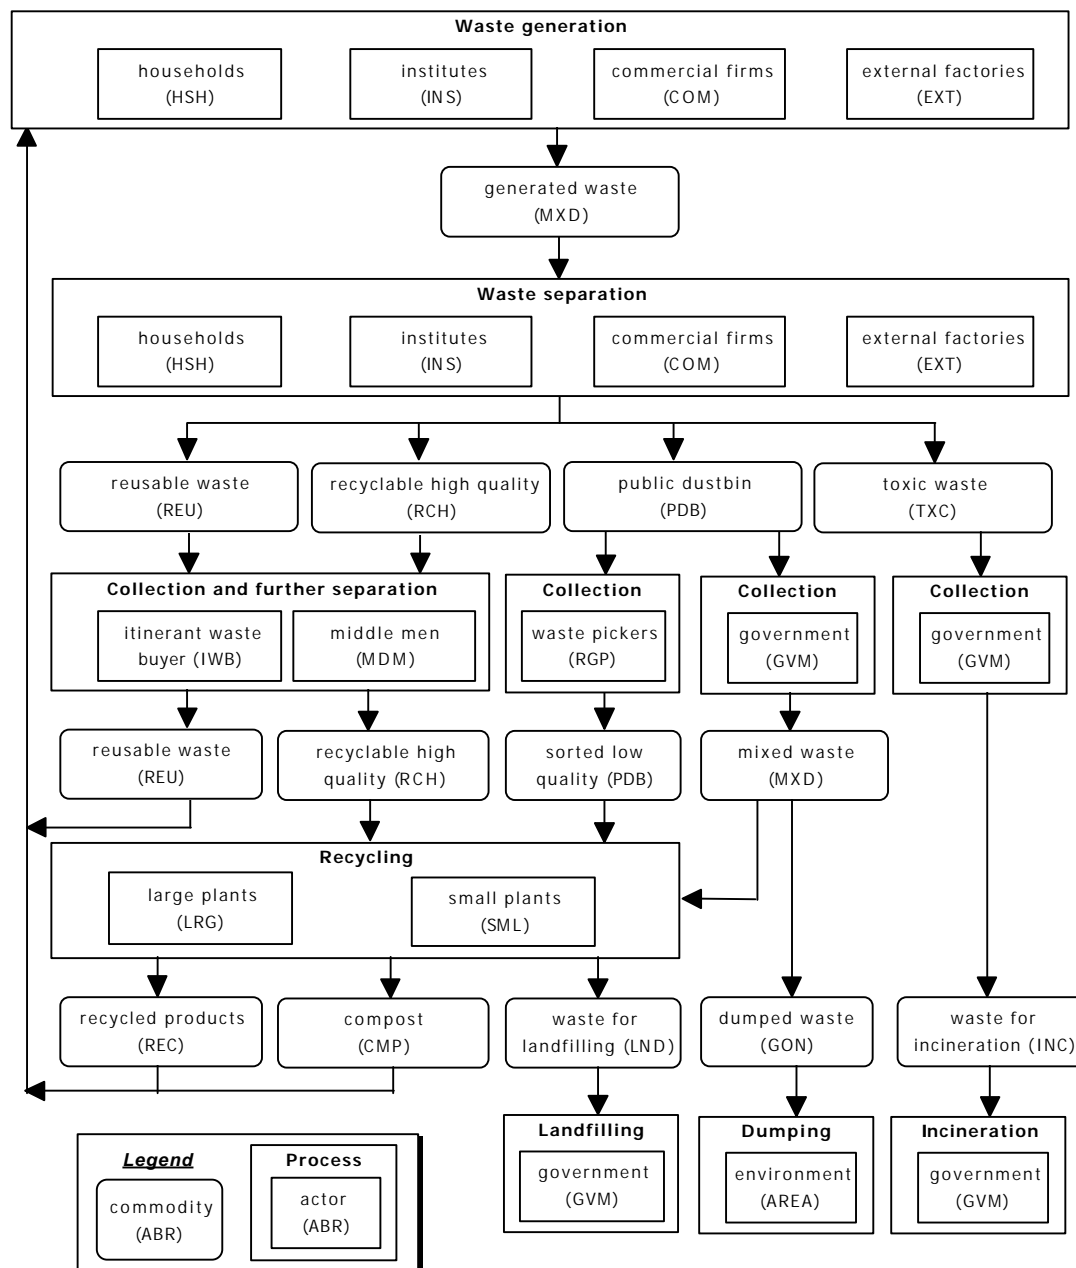 Waste generation
households
(HSH)
institutes
(INS)
commercial firms
(COM)
external factories
(EXT)
generated waste
(MXD)
Waste separation
households
(HSH)
institutes
(INS)
commercial firms
(COM)
external factories
(EXT)
reusable waste
(REU)
recyclable high quality
(RCH)
public dustbin
(PDB)
toxic waste
(TXC)
Collection and further separation
itinerant waste
buyer (IWB)
middle men
(MDM)
Collection
waste pickers
(RGP)
Collection
government
(GVM)
Collection
government
(GVM)
reusable waste
(REU)
recyclable high
quality (RCH)
sorted low
quality (PDB)
mixed waste
(MXD)
Recycling
large plants
(LRG)
small plants
(SML)
recycled products
(REC)
compost
(CMP)
waste for
landfilling (LND)
dumped waste
(GON)
waste for
incineration (INC)
Landfilling
government
(GVM)
Dumping
environment
(AREA)
Incineration
government
(GVM)
Legend
commodity
(ABR)
Process
actor
(ABR)